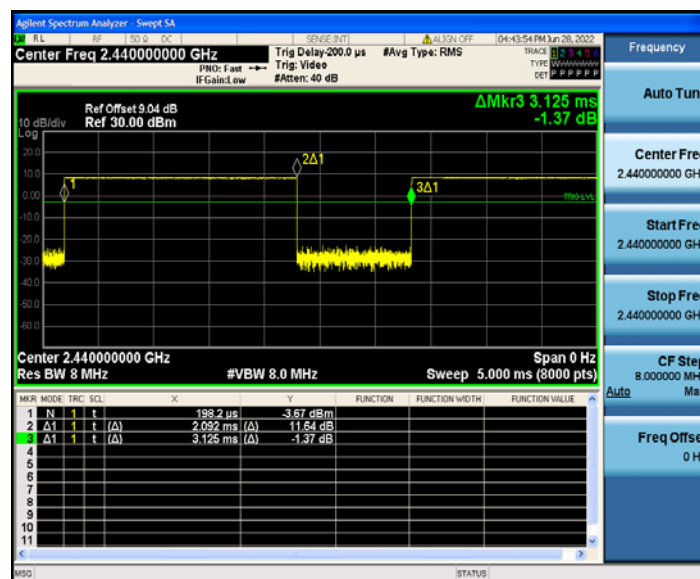 Agilent Spectrum Analyzer - Swept SA
RL RF 50 Ω DC SENSE:INT ALIGN OFF 04:43:54 PM Jun 28, 2022
Center Freq 2.440000000 GHz
PNO: Fast
IFGain:Low
Trig Delay-200.0 µs
Trig: Video
#Atten: 40 dB
#Avg Type: RMS
TRACE 1 2 3 4 5 6
TYPE
DET P P P P P P
Ref Offset 9.04 dB
10 dB/div Ref 30.00 dBm
Log
ΔMkr3 3.125 ms
-1.37 dB
20.0
10.0
0.00
-10.0
-20.0
-30.0
-40.0
-50.0
-60.0
1
2Δ1
3Δ1
TRIG LVL
Center 2.440000000 GHz Span 0 Hz
Res BW 8 MHz #VBW 8.0 MHz Sweep 5.000 ms (8000 pts)
MKR MODE TRC SCL X Y FUNCTION FUNCTION WIDTH FUNCTION VALUE
1 N 1 t 198.2 µs -3.67 dBm
2 Δ1 1 t (Δ) 2.092 ms (Δ) 11.64 dB
3 Δ1 1 t (Δ) 3.125 ms (Δ) -1.37 dB
4
5
6
7
8
9
10
11
MSG STATUS
Frequency
Auto Tun
Center Fre
2.440000000 GH
Start Fre
2.440000000 GH
Stop Fre
2.440000000 GH
CF Step
8.000000 MH
Auto Ma
Freq Offse
0 H